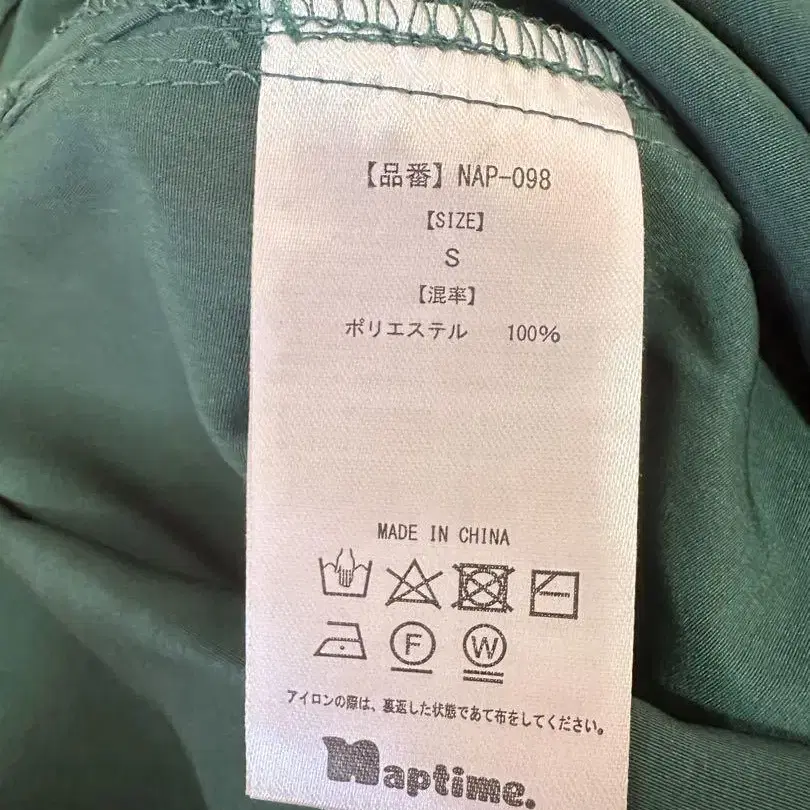 【品番】NAP-098
【SIZE】
S
【混率】
ポリエステル 100%
MADE IN CHINA
F W
アイロンの際は、裏返した状態であて布をしてください。
Naptime.